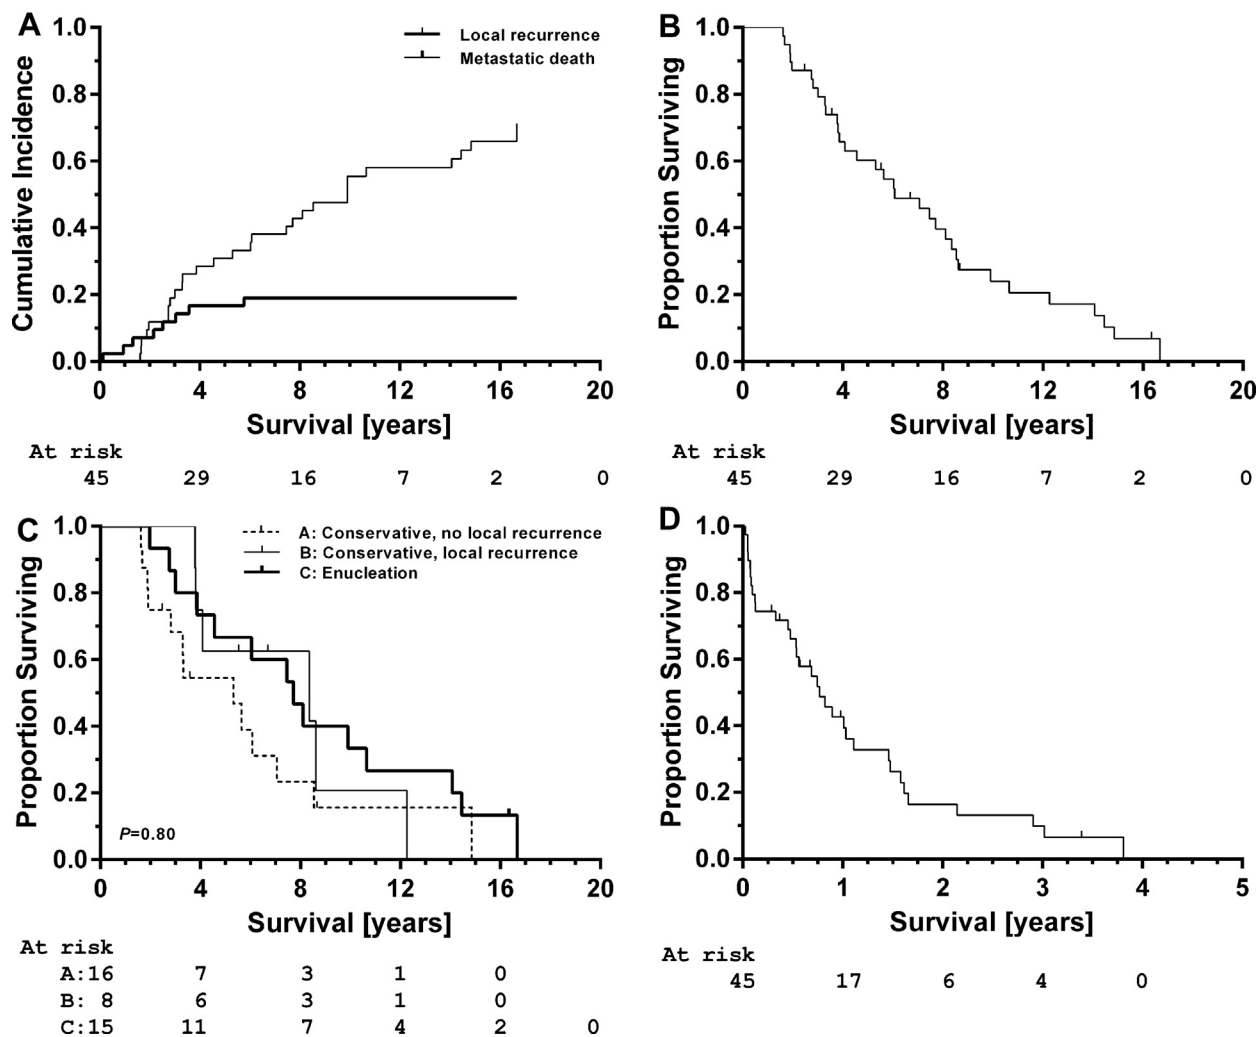 A
Local recurrence
Metastatic death
Cumulative Incidence
1.0
0.8
0.6
0.4
0.2
0.0
0 4 8 12 16 20
Survival [years]
At risk
45 29 16 7 2 0
B
Proportion Surviving
1.0
0.8
0.6
0.4
0.2
0.0
0 4 8 12 16 20
Survival [years]
At risk
45 29 16 7 2 0
C
A: Conservative, no local recurrence
B: Conservative, local recurrence
C: Enucleation
Proportion Surviving
1.0
0.8
0.6
0.4
0.2
0.0
P=0.80
0 4 8 12 16 20
Survival [years]
At risk
A:16 7 3 1 0
B: 8 6 3 1 0
C:15 11 7 4 2 0
D
Proportion Surviving
1.0
0.8
0.6
0.4
0.2
0.0
0 1 2 3 4 5
Survival [years]
At risk
45 17 6 4 0